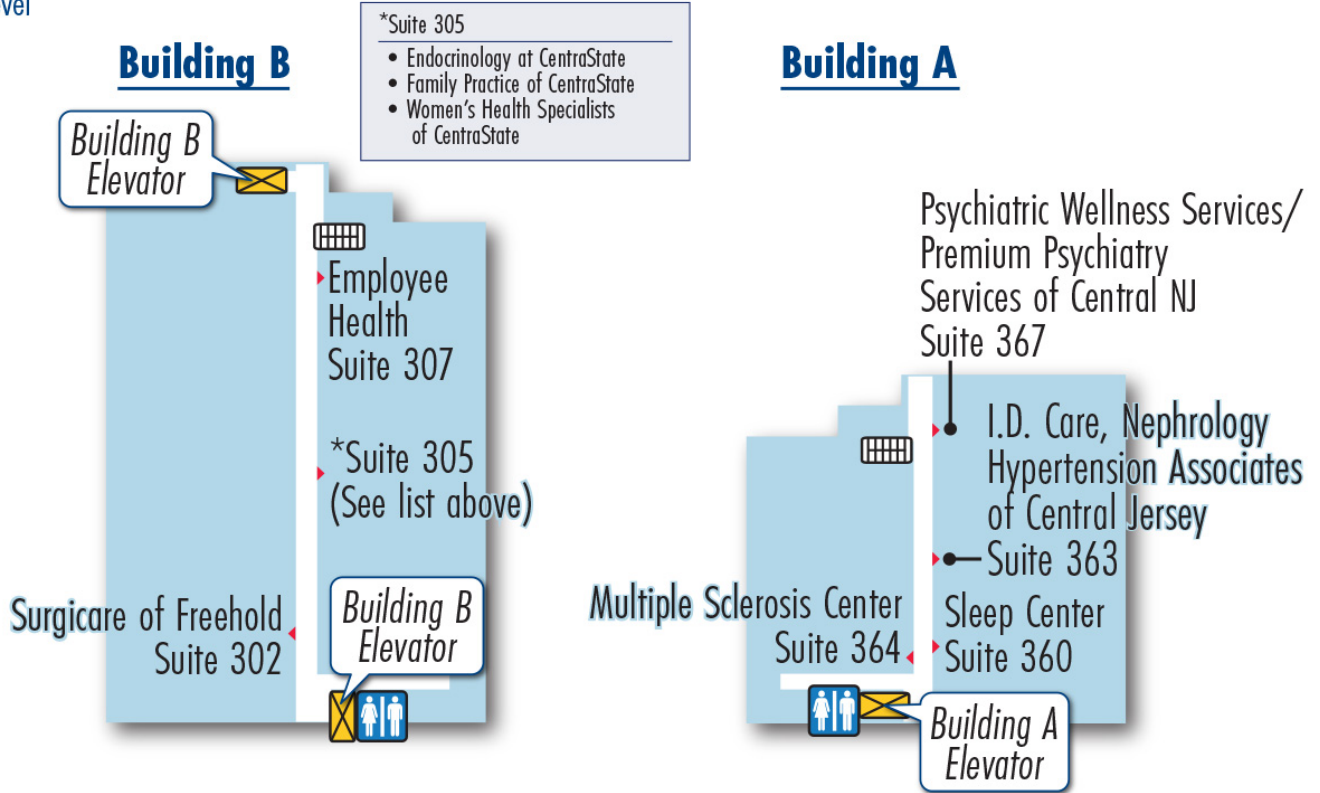 Building B
*Suite 305
• Endocrinology at CentraState
• Family Practice of CentraState
• Women's Health Specialists
of CentraState
Building A
Building B
Elevator
Employee
Health
Suite 307
*Suite 305
(See list above)
Surgicare of Freehold
Suite 302
Building B
Elevator
Psychiatric Wellness Services/
Premium Psychiatry
Services of Central NJ
Suite 367
I.D. Care, Nephrology
Hypertension Associates
of Central Jersey
Suite 363
Multiple Sclerosis Center
Suite 364
Sleep Center
Suite 360
Building A
Elevator